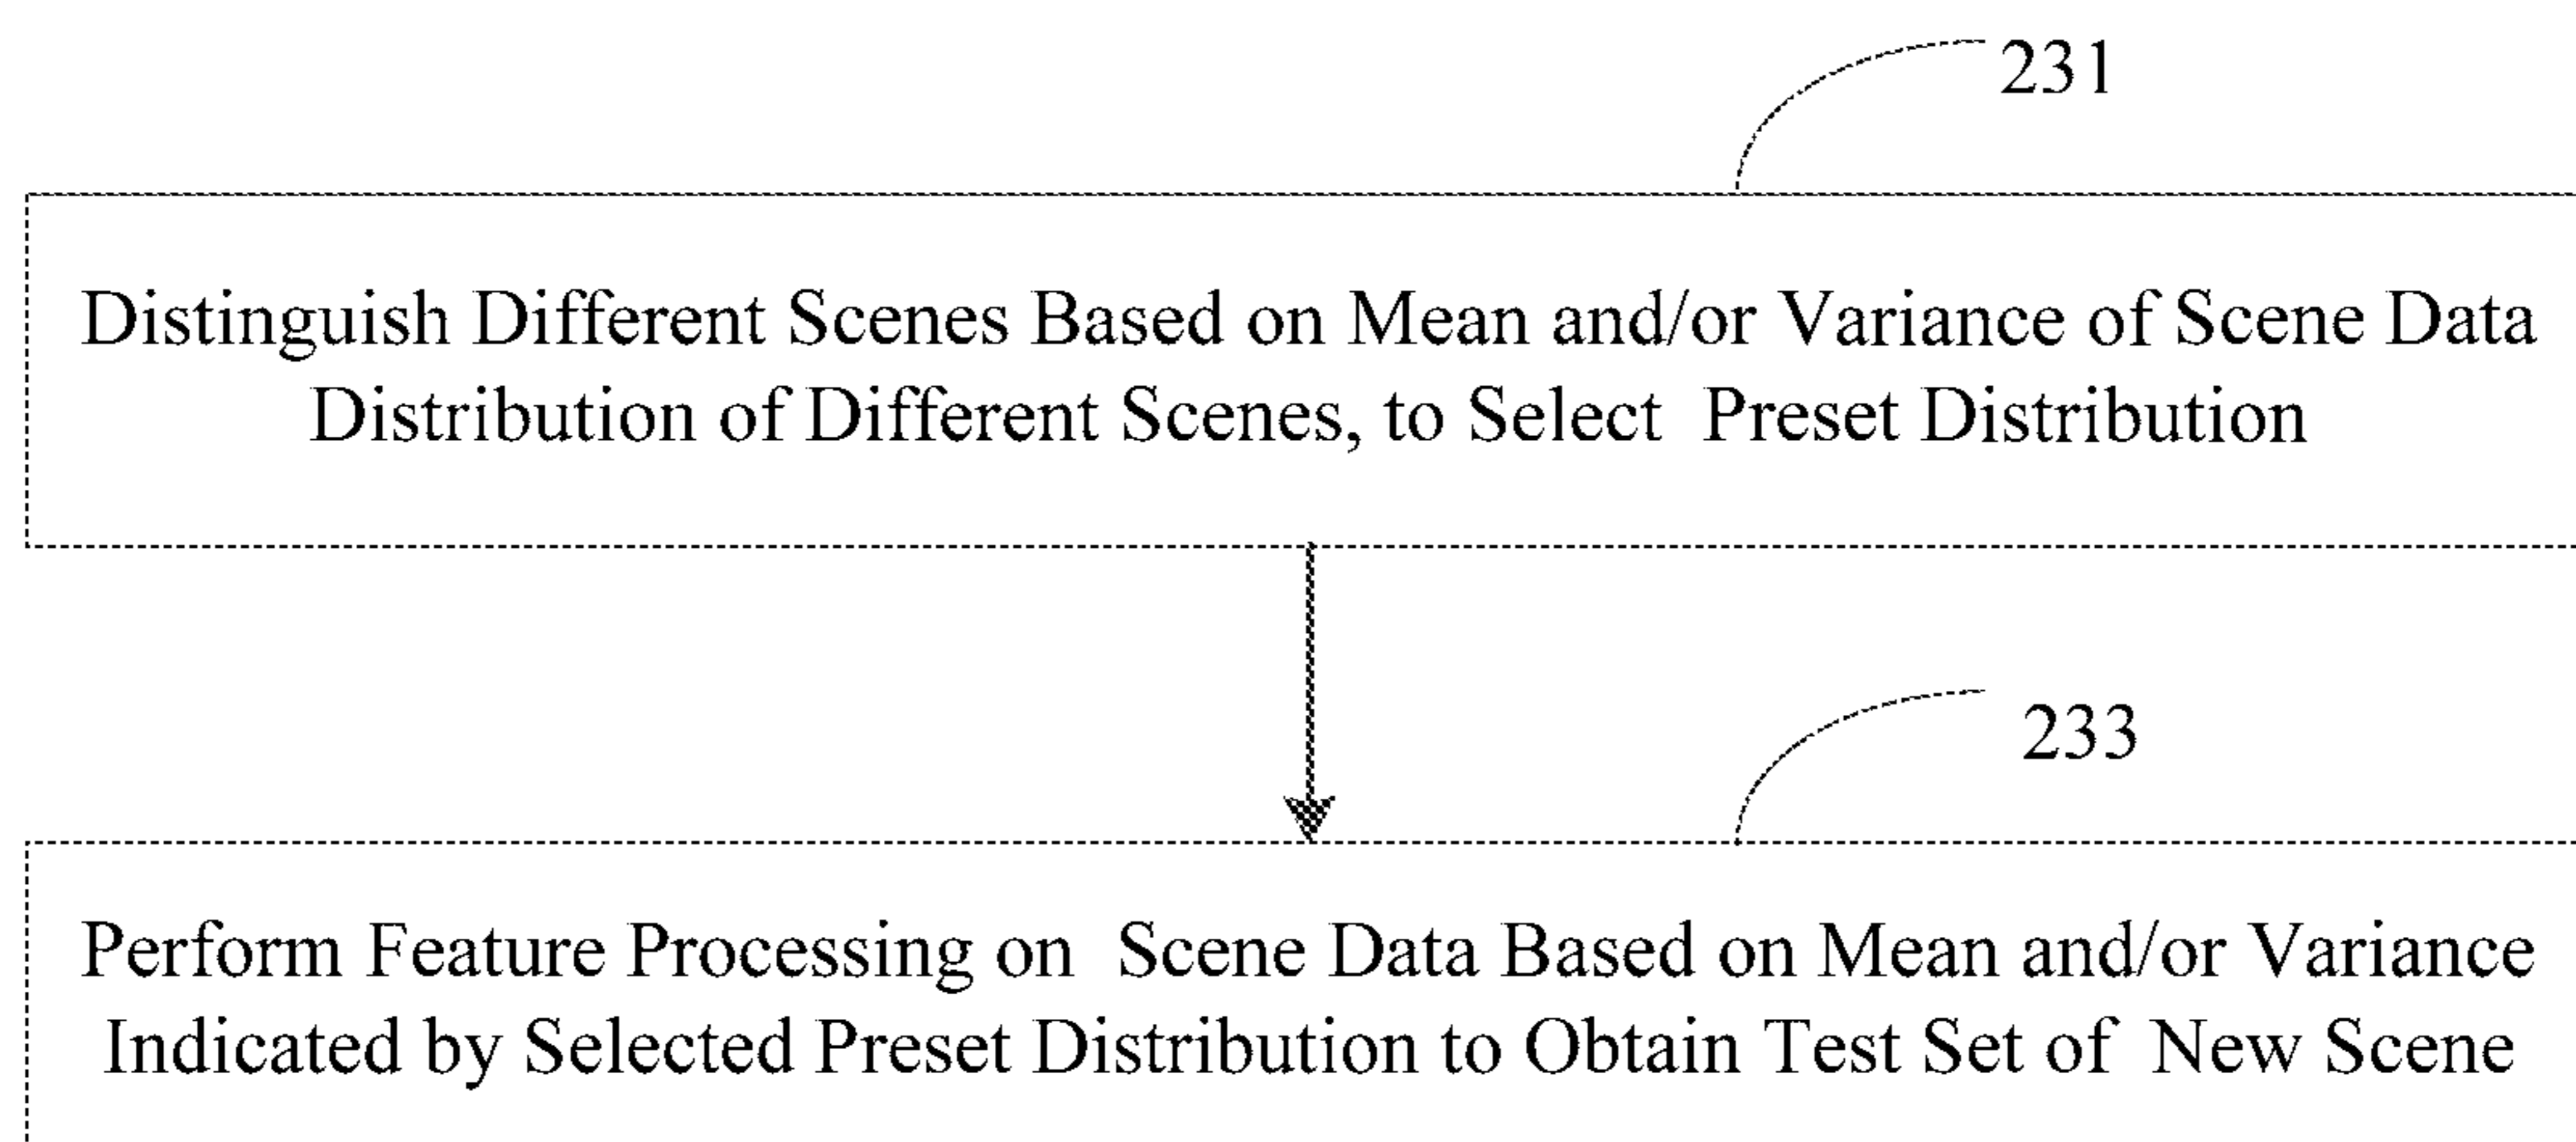 231
Distinguish Different Scenes Based on Mean and/or Variance of Scene Data
Distribution of Different Scenes, to Select Preset Distribution
233
Perform Feature Processing on Scene Data Based on Mean and/or Variance
Indicated by Selected Preset Distribution to Obtain Test Set of New Scene